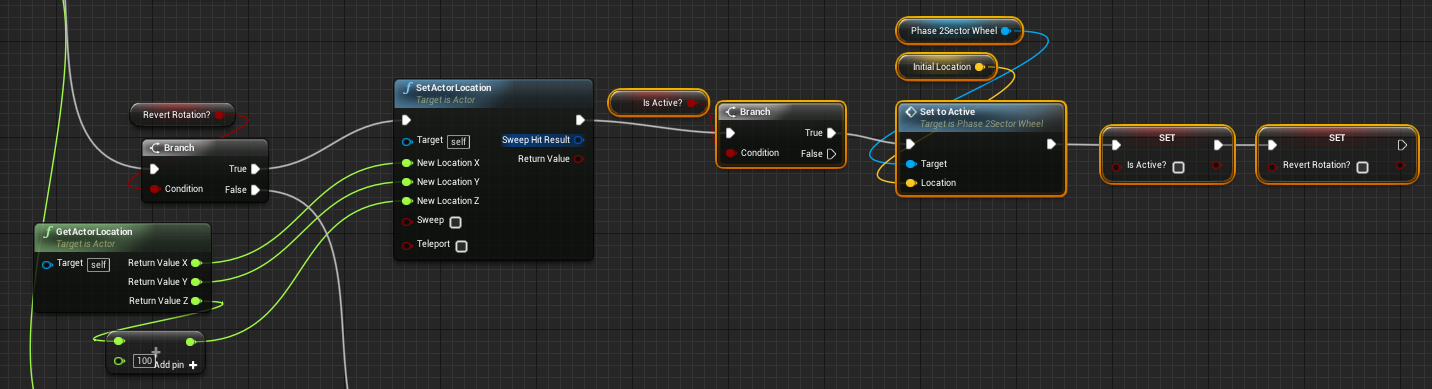 Revert Rotation?
Branch
True
Condition
False
GetActorLocation
Target is Actor
Target
self
Return Value X
Return Value Y
Return Value Z
100
Add pin
SetActorLocation
Target is Actor
Target
self
Sweep Hit Result
New Location X
Return Value
New Location Y
New Location Z
Sweep
Teleport
Is Active?
Branch
True
Condition
False
Phase 2Sector Wheel
Initial Location
Set to Active
Target is Phase 2Sector Wheel
Target
Location
SET
Is Active?
SET
Revert Rotation?